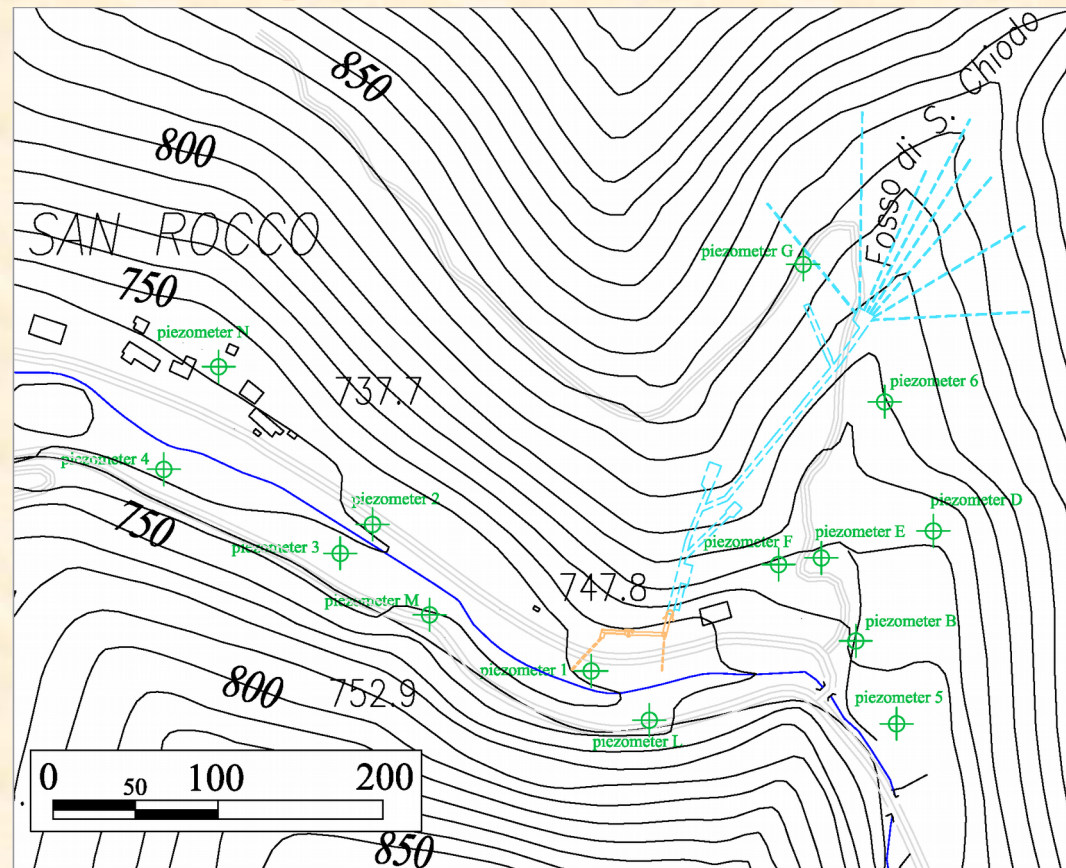 850
Fosso di S. Chiodo
800
SAN ROCCO
piezometer G
750
piezometer N
737.7
piezometer 6
piezometer 4
piezometer 2
piezometer D
750
piezometer 3
piezometer F
piezometer E
747.8
piezometer M
piezometer B
piezometer 1
800
752.9
piezometer 5
piezometer L
0 50 100 200
850